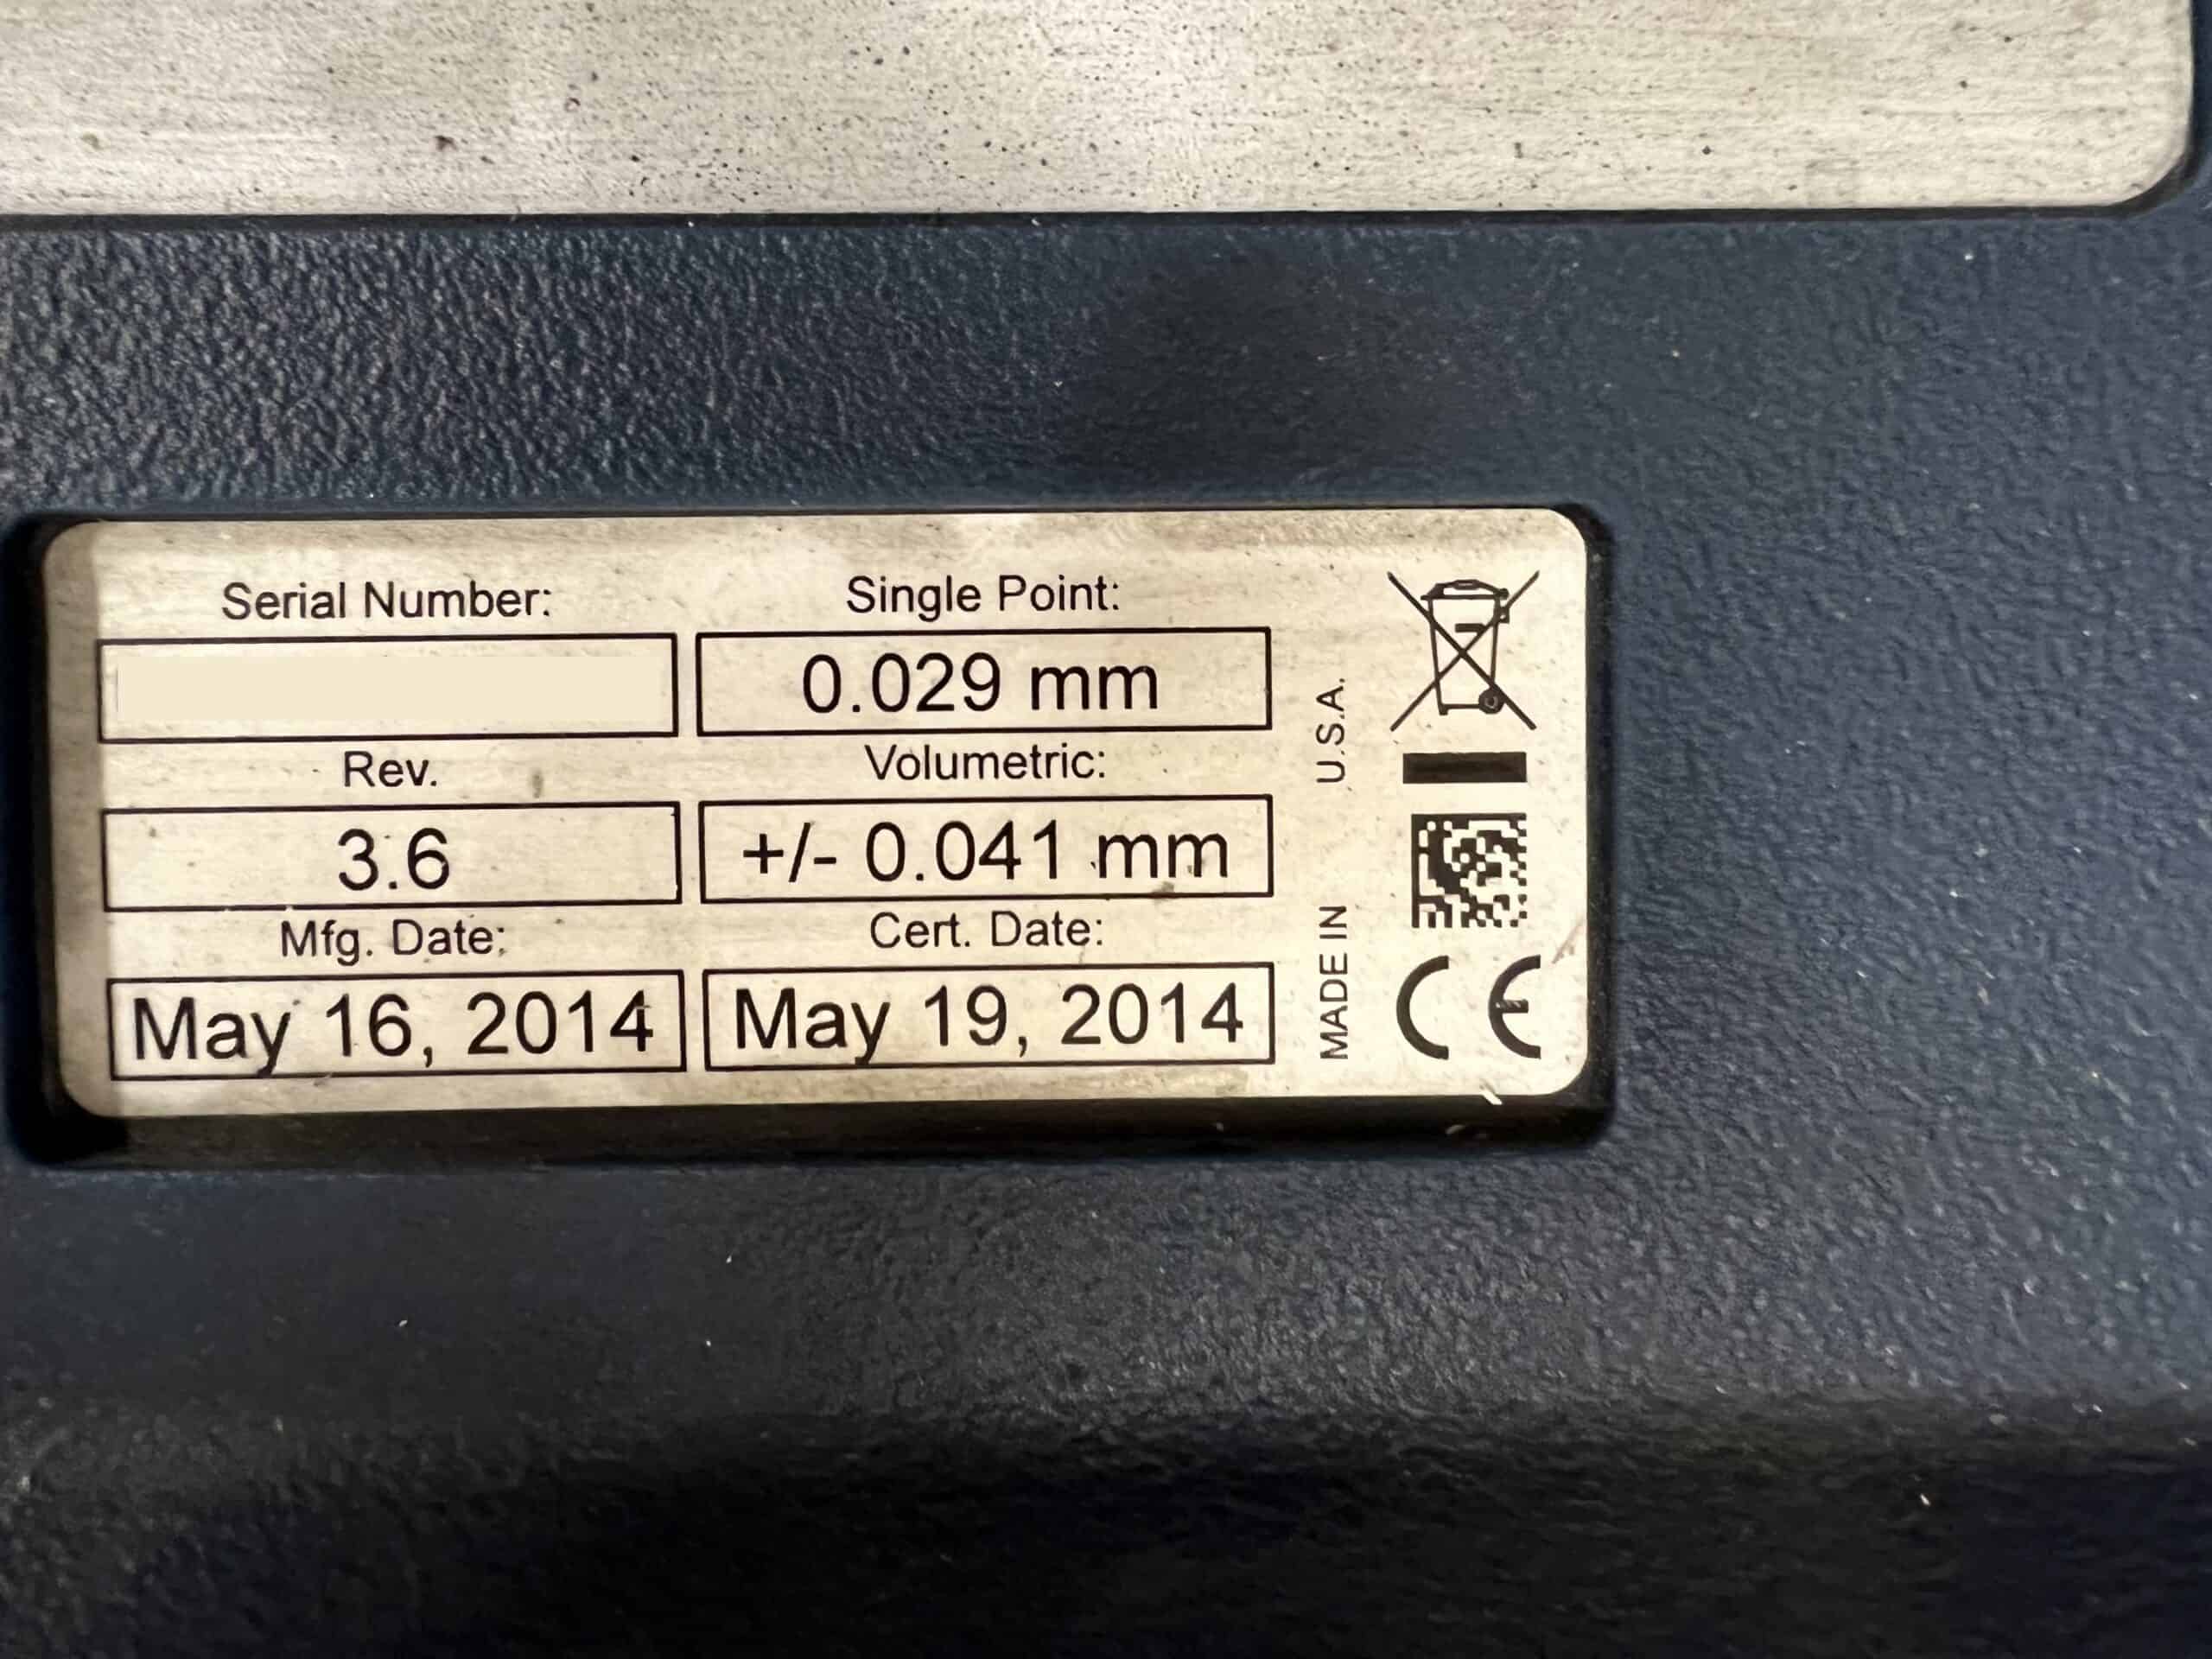 Serial Number:
Single Point:
0.029 mm
Rev.
Volumetric:
3.6
+/- 0.041 mm
Mfg. Date:
Cert. Date:
May 16, 2014
May 19, 2014
MADE IN U.S.A.
CE